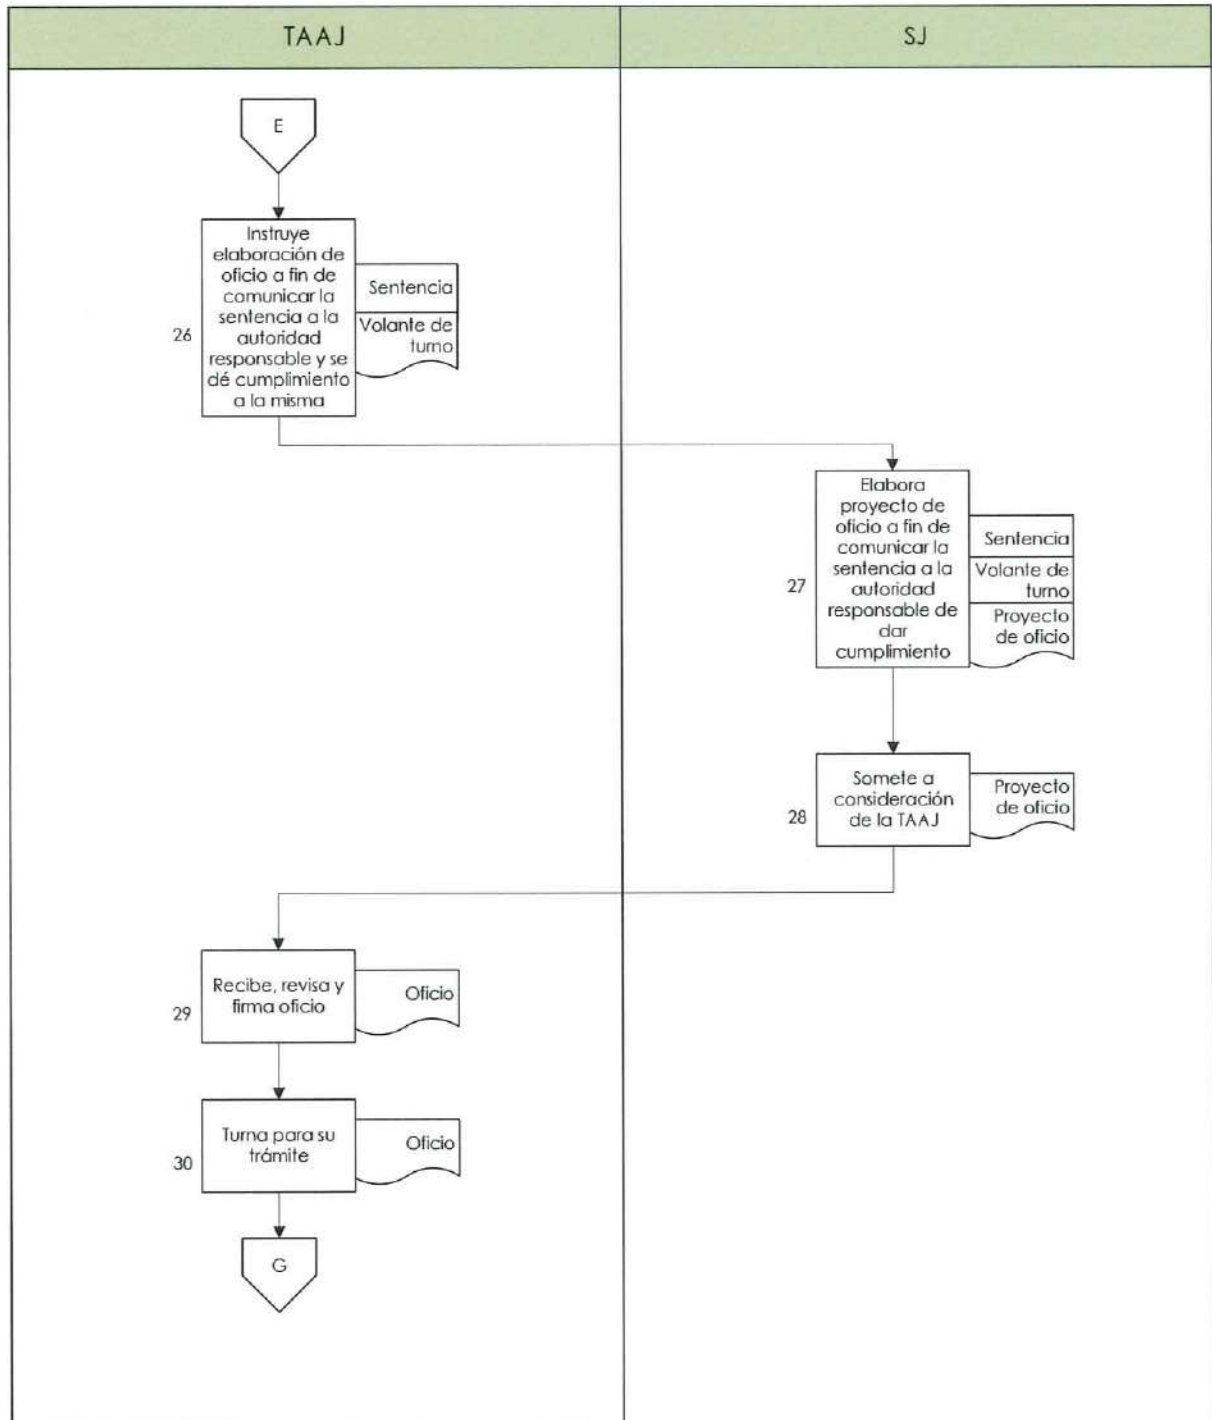 TAAJ
SJ
E
Instruye
elaboración de
oficio a fin de
comunicar la
sentencia a la
autoridad
responsable y se
dé cumplimiento
a la misma
26
Sentencia
Volante de
turno
Elabora
proyecto de
oficio a fin de
comunicar la
sentencia a la
autoridad
responsable de
dar
cumplimiento
27
Sentencia
Volante de
turno
Proyecto
de oficio
Somete a
consideración
de la TAAJ
28
Proyecto
de oficio
Recibe, revisa y
firma oficio
29
Oficio
Turna para su
trámite
30
Oficio
G